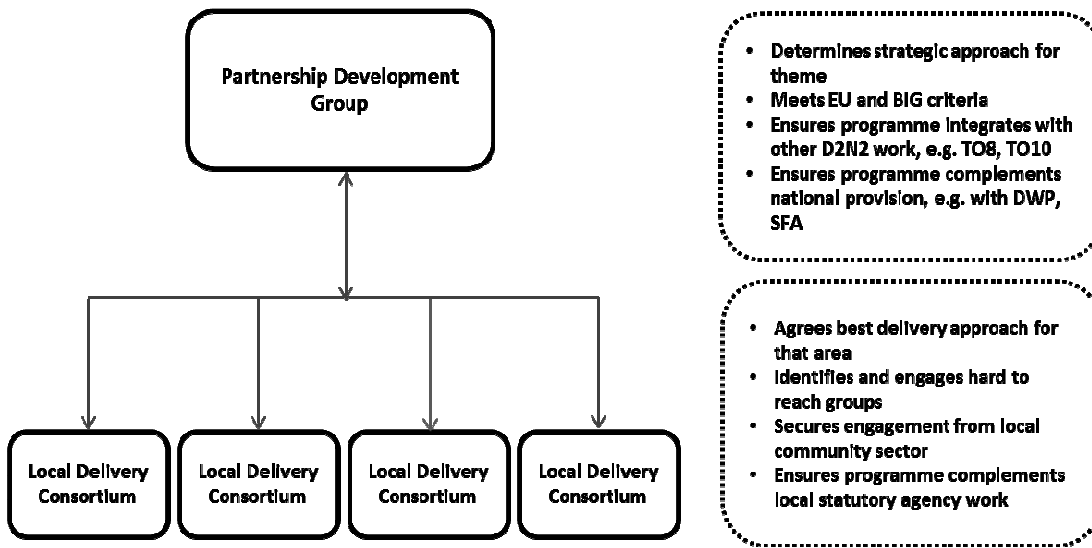 Partnership Development
Group
• Determines strategic approach for
theme
• Meets EU and BIG criteria
• Ensures programme integrates with
other D2N2 work, e.g. TO8, TO10
• Ensures programme complements
national provision, e.g. with DWP,
SFA
Local Delivery
Consortium
Local Delivery
Consortium
Local Delivery
Consortium
Local Delivery
Consortium
• Agrees best delivery approach for
that area
• Identifies and engages hard to
reach groups
• Secures engagement from local
community sector
• Ensures programme complements
local statutory agency work